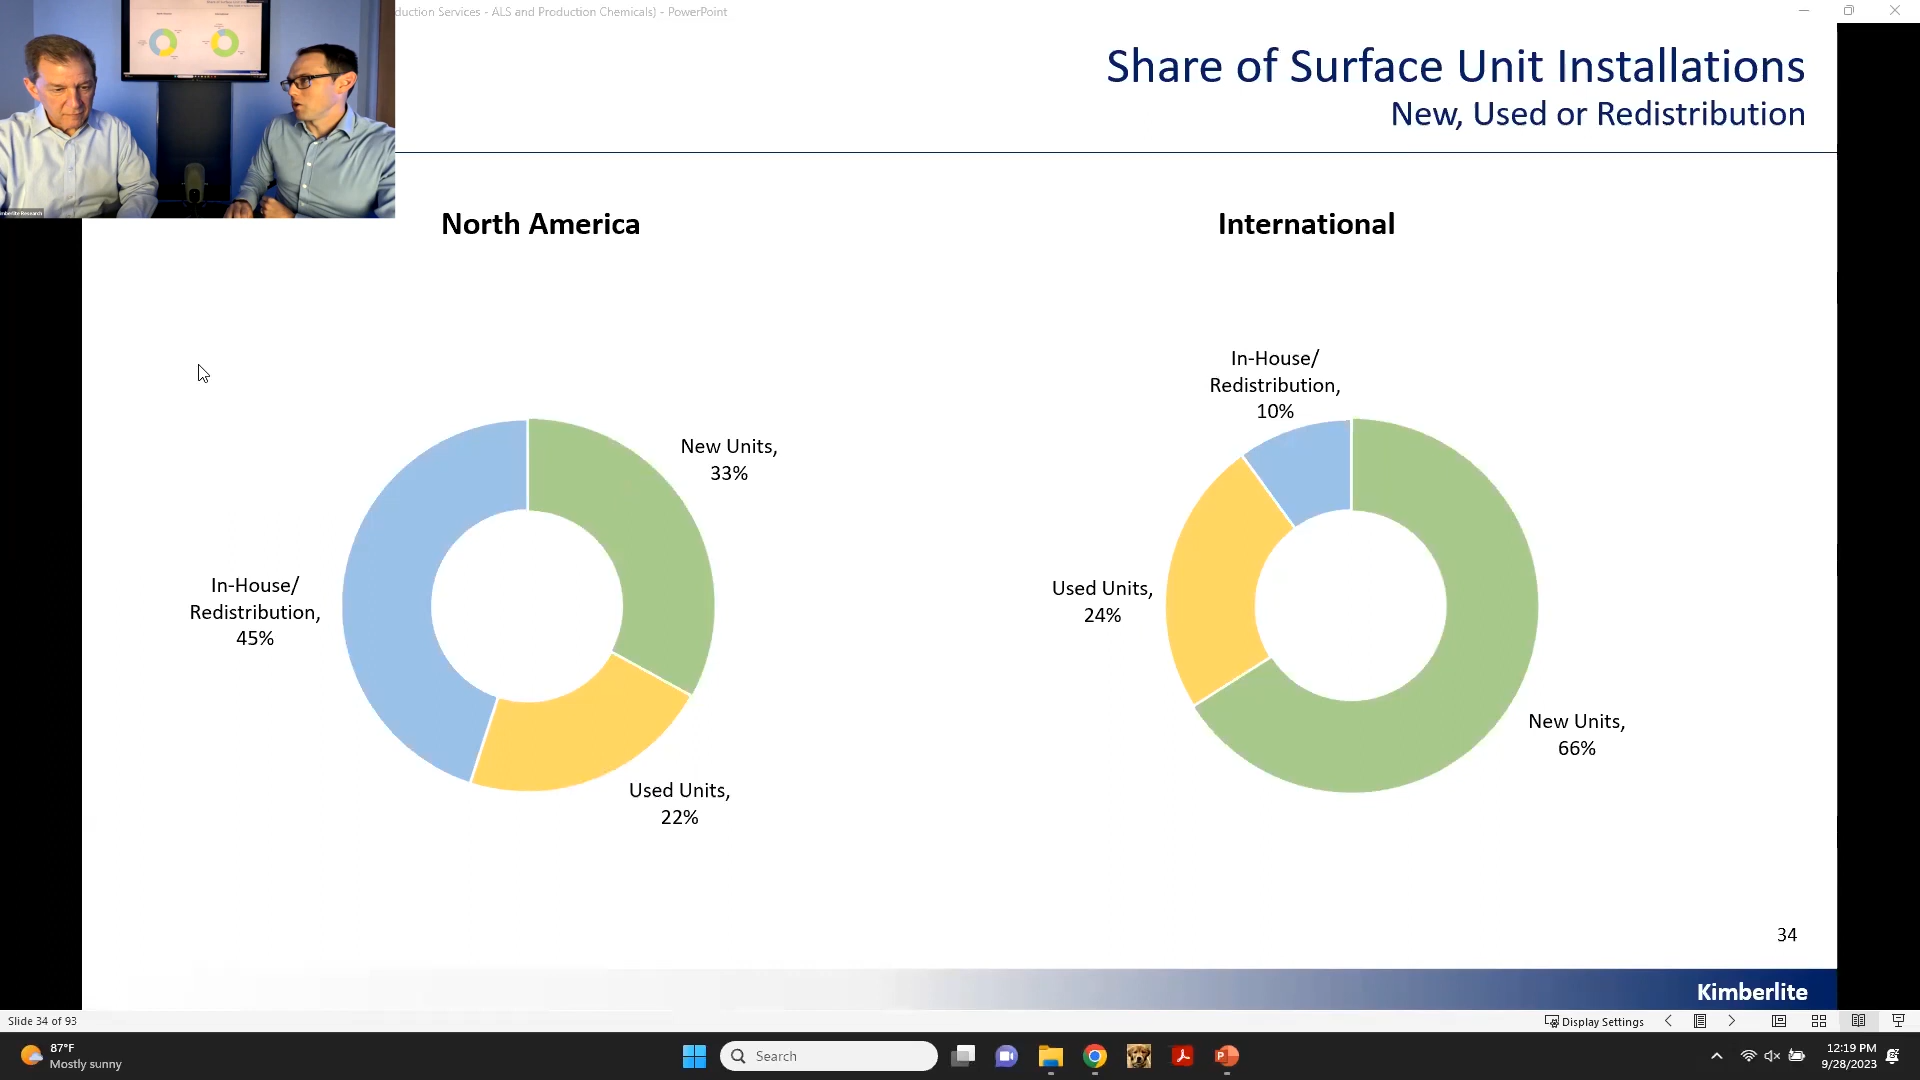 duction Services - ALS and Production Chemicals) - PowerPoint
Share of Surface Unit Installations
New, Used or Redistribution
North America
International
New Units,
33%
In-House/
Redistribution,
45%
Used Units,
22%
In-House/
Redistribution,
10%
Used Units,
24%
New Units,
66%
34
Kimberlite
Slide 34 of 93
Display Settings
87°F
Mostly sunny
Search
12:19 PM
9/28/2023